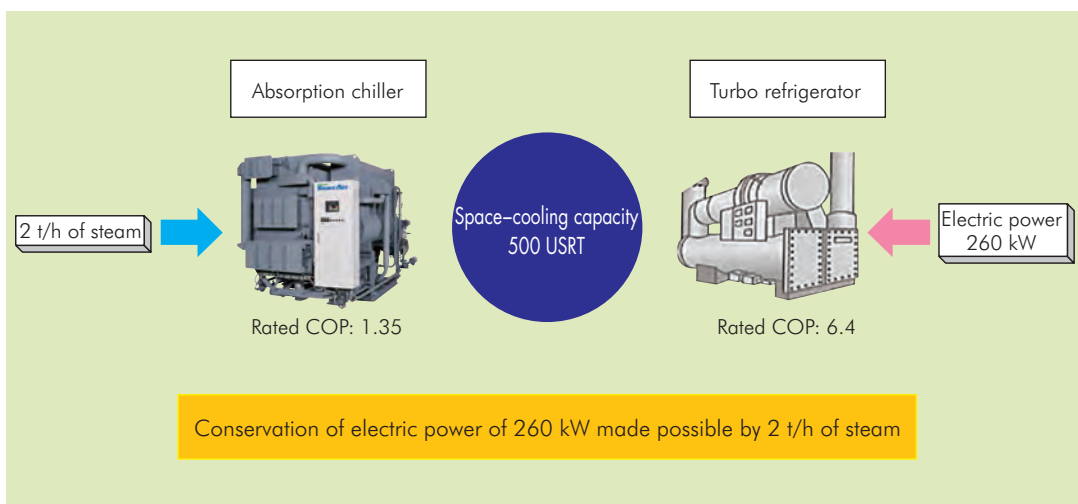 Absorption chiller
Turbo refrigerator
2 t/h of steam
Space–cooling capacity
500 USRT
Electric power
260 kW
Rated COP: 1.35
Rated COP: 6.4
Conservation of electric power of 260 kW made possible by 2 t/h of steam